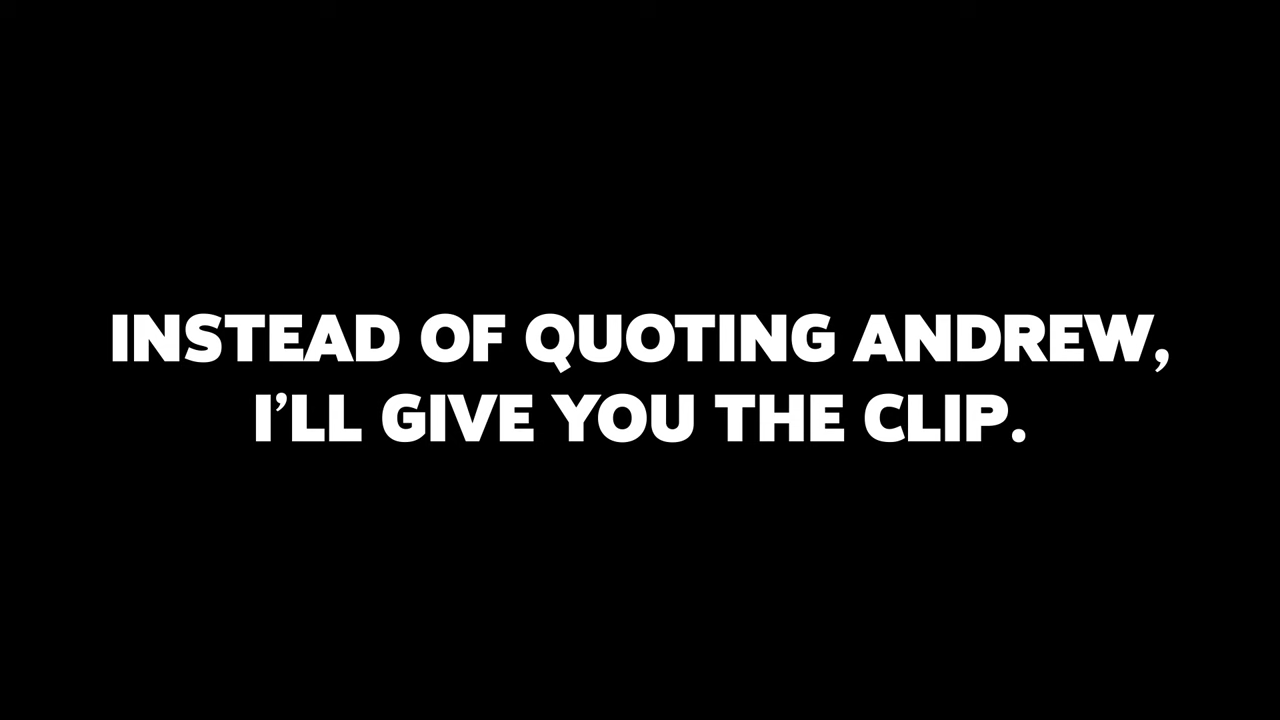 INSTEAD OF QUOTING ANDREW,
I’LL GIVE YOU THE CLIP.